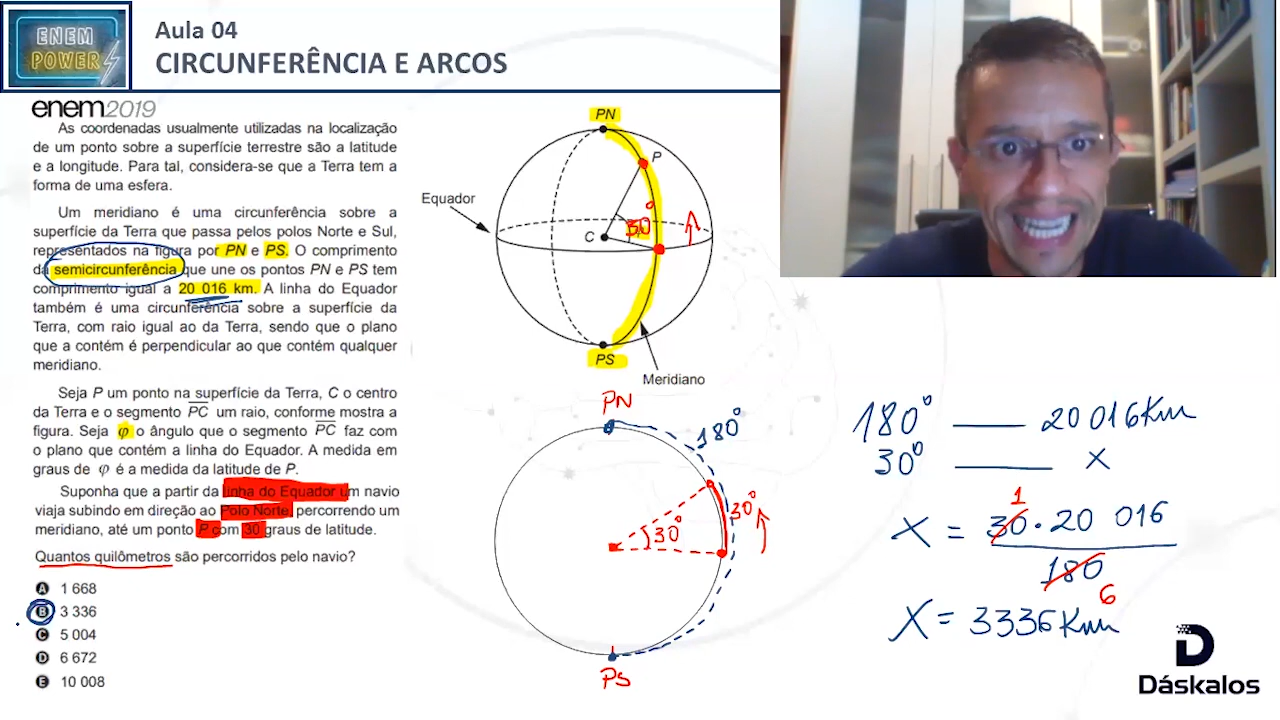 ENEM
POWER
Aula 04
CIRCUNFERÊNCIA E ARCOS
enem2019
As coordenadas usualmente utilizadas na localização
de um ponto sobre a superfície terrestre são a latitude
e a longitude. Para tal, considera-se que a Terra tem a
forma de uma esfera.
Um meridiano é uma circunferência sobre a
superfície da Terra que passa pelos polos Norte e Sul,
representados na figura por PN e PS. O comprimento
da semicircunferência que une os pontos PN e PS tem
comprimento igual a 20 016 km. A linha do Equador
também é uma circunferência sobre a superfície da
Terra, com raio igual ao da Terra, sendo que o plano
que a contém é perpendicular ao que contém qualquer
meridiano.
Seja P um ponto na superfície da Terra, C o centro
da Terra e o segmento PC um raio, conforme mostra a
figura. Seja φ o ângulo que o segmento PC faz com
o plano que contém a linha do Equador. A medida em
graus de φ é a medida da latitude de P.
Suponha que a partir da linha do Equador um navio
viaja subindo em direção ao Polo Norte, percorrendo um
meridiano, até um ponto P com 30 graus de latitude.
Quantos quilômetros são percorridos pelo navio?
A 1 668
B 3 336
C 5 004
D 6 672
E 10 008
PN
P
Equador
30°
C
PS
Meridiano
PN
180°
30°
30°
PS
180° 20 016 Km
30° X
1
X = 30 · 20 016
180
6
X = 3336 Km
D
Dáskalos